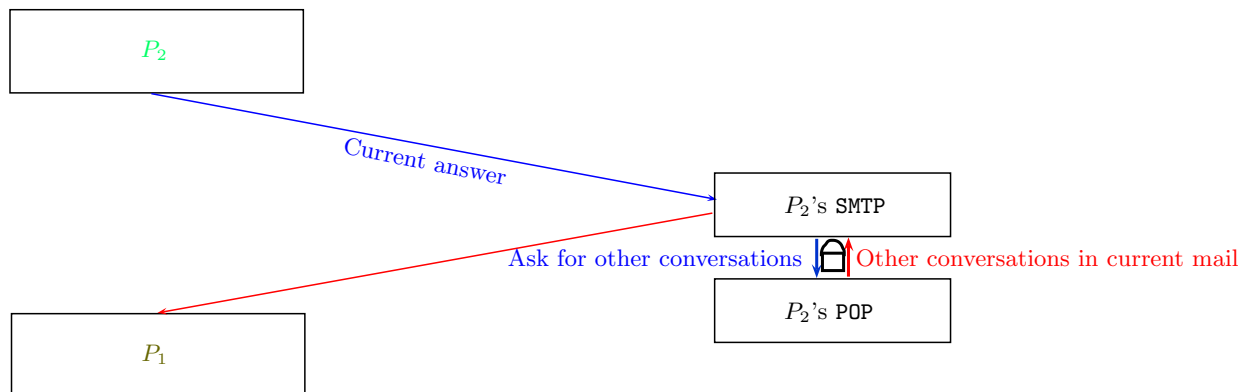 P₂
Current answer
P₂'s SMTP
Ask for other conversations
Other conversations in current mail
P₂'s POP
P₁